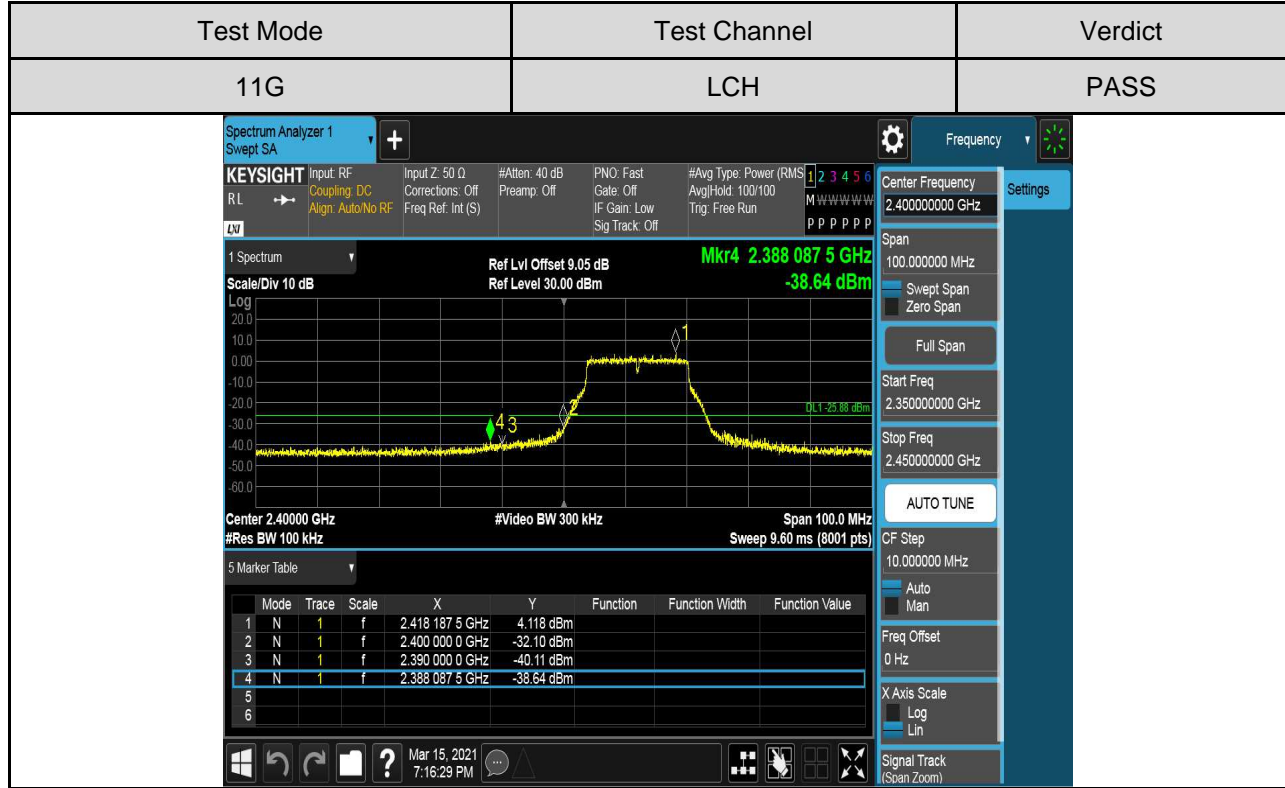 Test Mode Test Channel Verdict
11G LCH PASS
Spectrum Analyzer 1
Swept SA
Frequency
KEYSIGHT
RL
LXI
Input: RF
Coupling: DC
Align: Auto/No RF
Input Z: 50 Ω
Corrections: Off
Freq Ref: Int (S)
#Atten: 40 dB
Preamp: Off
PNO: Fast
Gate: Off
IF Gain: Low
Sig Track: Off
#Avg Type: Power (RMS
Avg|Hold: 100/100
Trig: Free Run
1 2 3 4 5 6
M W W W W W
P P P P P P
Center Frequency
2.400000000 GHz
Settings
Span
100.000000 MHz
Swept Span
Zero Span
Full Span
Start Freq
2.350000000 GHz
Stop Freq
2.450000000 GHz
AUTO TUNE
CF Step
10.000000 MHz
Auto
Man
Freq Offset
0 Hz
X Axis Scale
Log
Lin
Signal Track
(Span Zoom)
1 Spectrum
Scale/Div 10 dB
Ref Lvl Offset 9.05 dB
Ref Level 30.00 dBm
Mkr4 2.388 087 5 GHz
-38.64 dBm
Log
20.0
10.0
0.00
-10.0
-20.0
-30.0
-40.0
-50.0
-60.0
1
2
3
4
DL1 -25.88 dBm
Center 2.40000 GHz #Video BW 300 kHz Span 100.0 MHz
#Res BW 100 kHz Sweep 9.60 ms (8001 pts)
5 Marker Table
Mode Trace Scale X Y Function Function Width Function Value
1 N 1 f 2.418 187 5 GHz 4.118 dBm
2 N 1 f 2.400 000 0 GHz -32.10 dBm
3 N 1 f 2.390 000 0 GHz -40.11 dBm
4 N 1 f 2.388 087 5 GHz -38.64 dBm
5
6
?
Mar 15, 2021
7:16:29 PM